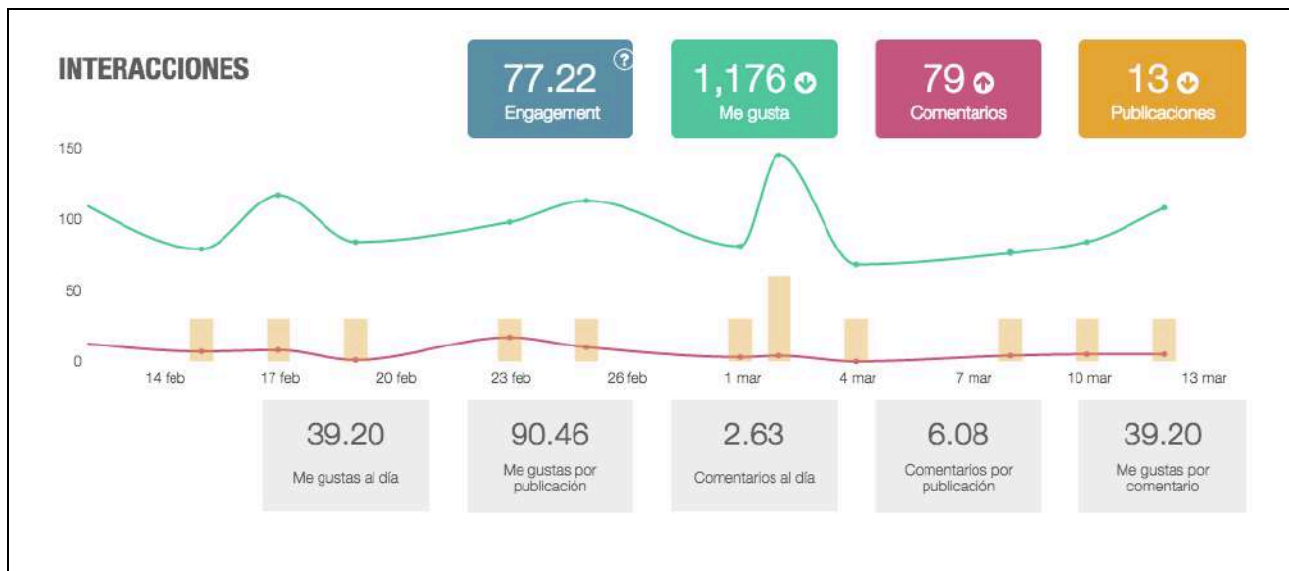 INTERACCIONES
77.22
?
Engagement
1,176
Me gusta
79
Comentarios
13
Publicaciones
150
100
50
0
14 feb
17 feb
20 feb
23 feb
26 feb
1 mar
4 mar
7 mar
10 mar
13 mar
39.20
Me gustas al día
90.46
Me gustas por
publicación
2.63
Comentarios al día
6.08
Comentarios por
publicación
39.20
Me gustas por
comentario